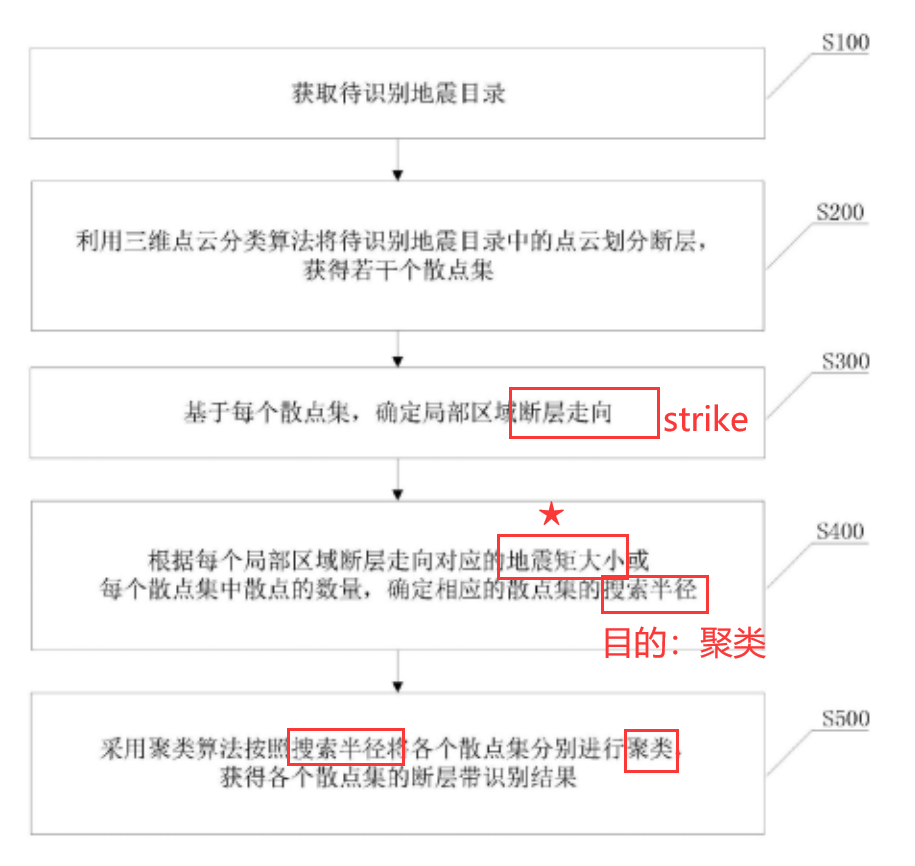 S100
获取待识别地震目录
S200
利用三维点云分类算法将待识别地震目录中的点云划分断层，
获得若干个散点集
S300
基于每个散点集，确定局部区域断层走向
strike
S400
根据每个局部区域断层走向对应的地震矩大小或
每个散点集中散点的数量，确定相应的散点集的搜索半径
目的：聚类
S500
采用聚类算法按照搜索半径将各个散点集分别进行聚类，
获得各个散点集的断层带识别结果